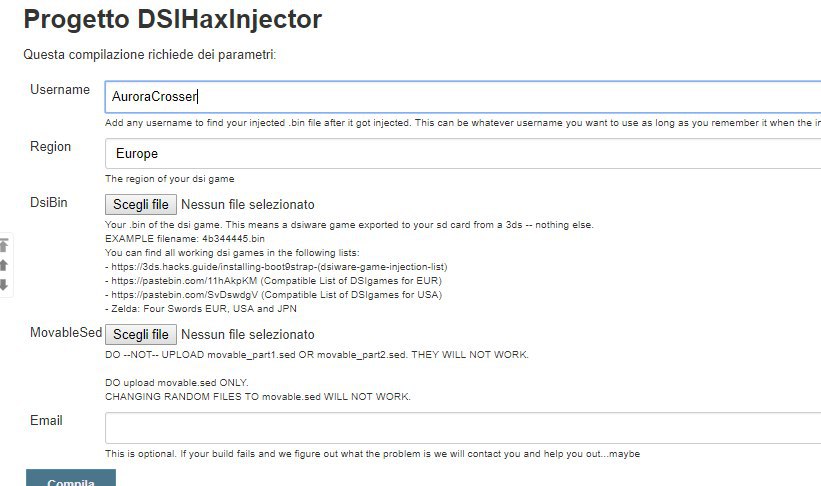 Progetto DSIHaxInjector
Questa compilazione richiede dei parametri:
Username
AuroraCrosser
Add any username to find your injected .bin file after it got injected. This can be whatever username you want to use as long as you remember it when the
Region
Europe
The region of your dsi game
DsiBin
Scegli file Nessun file selezionato
Your .bin of the dsi game. This means a dsiware game exported to your sd card from a 3ds -- nothing else.
EXAMPLE filename: 4b344445.bin
You can find all working dsi games in the following lists:
- https://3ds.hacks.guide/installing-boot9strap-(dsiware-game-injection-list)
- https://pastebin.com/11hAkpKM (Compatible List of DSIgames for EUR)
- https://pastebin.com/SvDswdgV (Compatible List of DSIgames for USA)
- Zelda: Four Swords EUR, USA and JPN
MovableSed
Scegli file Nessun file selezionato
DO --NOT-- UPLOAD movable_part1.sed OR movable_part2.sed. THEY WILL NOT WORK.
DO upload movable.sed ONLY.
CHANGING RANDOM FILES TO movable.sed WILL NOT WORK.
Email
This is optional. If your build fails and we figure out what the problem is we will contact you and help you out...maybe
Compila